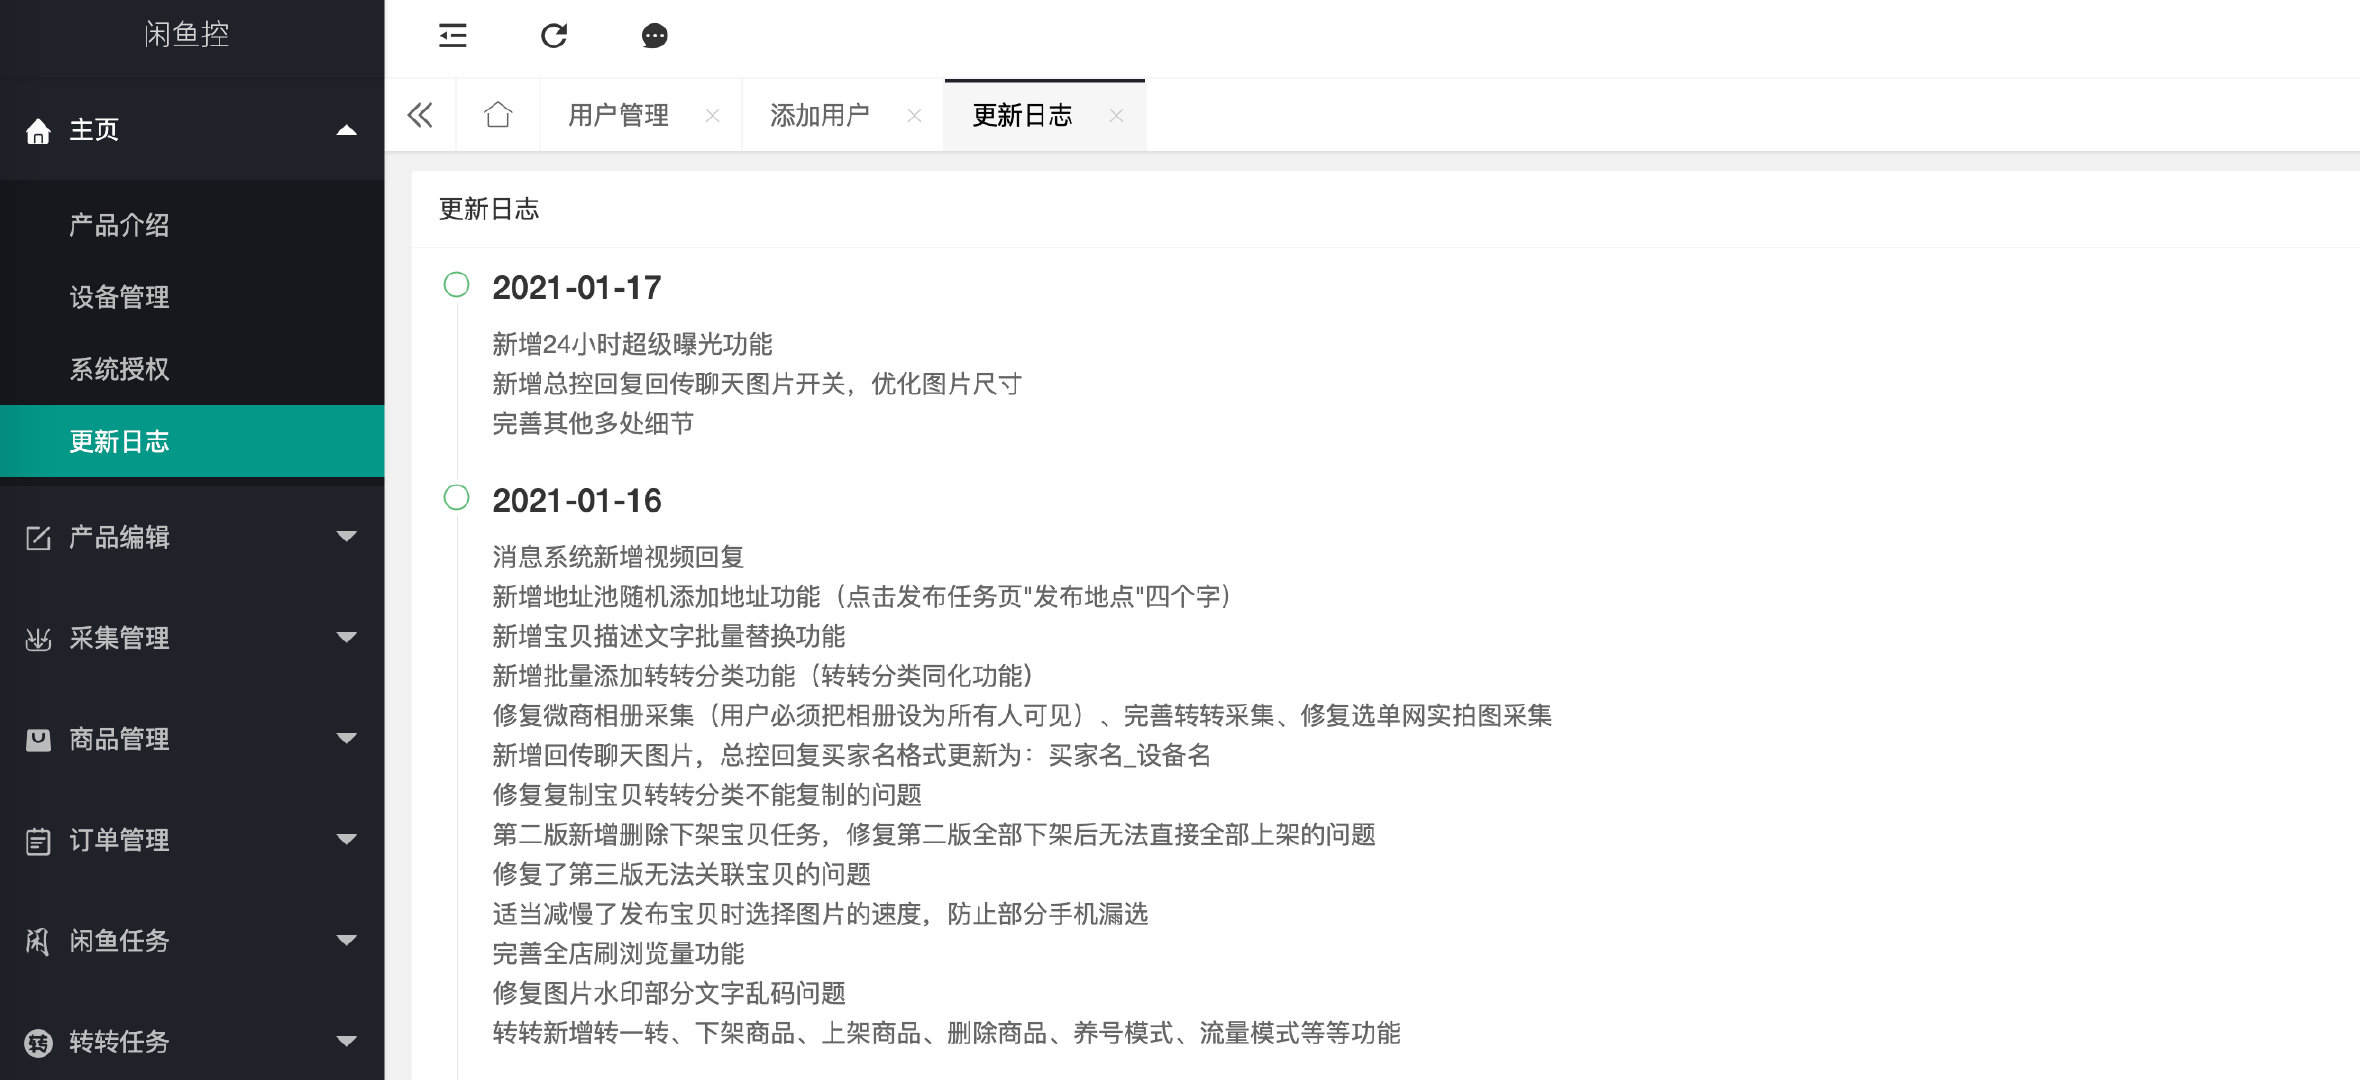 闲鱼控
主页
产品介绍
设备管理
系统授权
更新日志
产品编辑
采集管理
商品管理
订单管理
闲鱼任务
转转任务
用户管理
添加用户
更新日志
更新日志
2021-01-17
新增24小时超级曝光功能
新增总控回复回传聊天图片开关，优化图片尺寸
完善其他多处细节
2021-01-16
消息系统新增视频回复
新增地址池随机添加地址功能（点击发布任务页"发布地点"四个字）
新增宝贝描述文字批量替换功能
新增批量添加转转分类功能（转转分类同化功能）
修复微商相册采集（用户必须把相册设为所有人可见）、完善转转采集、修复选单网实拍图采集
新增回传聊天图片，总控回复买家名格式更新为：买家名_设备名
修复复制宝贝转转分类不能复制的问题
第二版新增删除下架宝贝任务，修复第二版全部下架后无法直接全部上架的问题
修复了第三版无法关联宝贝的问题
适当减慢了发布宝贝时选择图片的速度，防止部分手机漏选
完善全店刷浏览量功能
修复图片水印部分文字乱码问题
转转新增转一转、下架商品、上架商品、删除商品、养号模式、流量模式等等功能